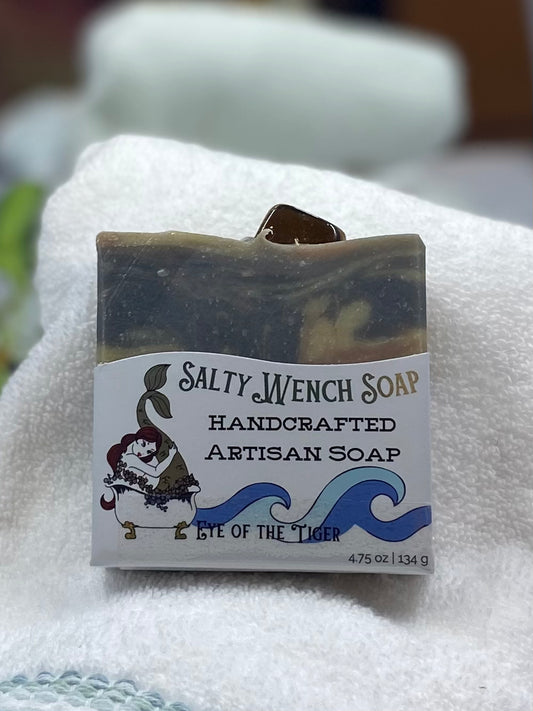 Salty Wench Soap
Handcrafted
Artisan Soap
Eye of the Tiger
4.75 oz | 134 g